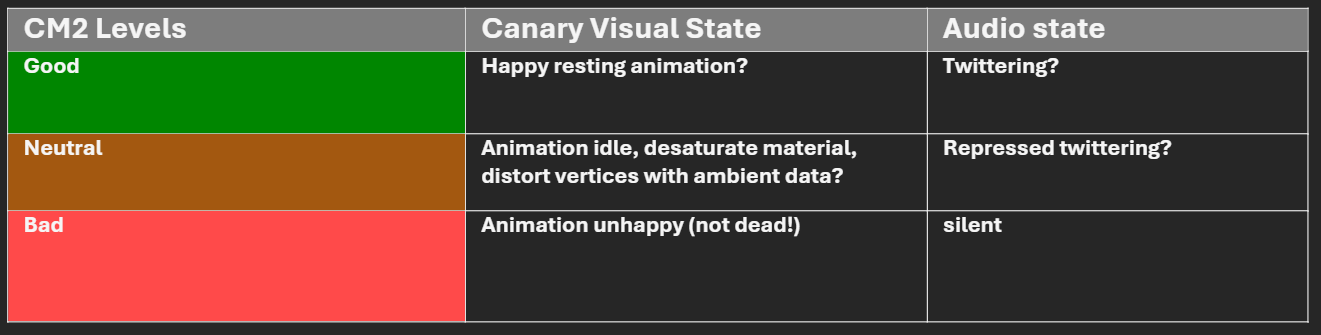 CM2 Levels
Canary Visual State
Audio state
Good
Happy resting animation?
Twittering?
Neutral
Animation idle, desaturate material,
distort vertices with ambient data?
Repressed twittering?
Bad
Animation unhappy (not dead!)
silent